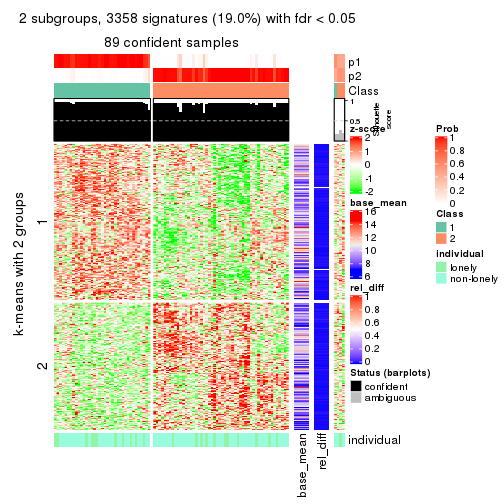 2 subgroups, 3358 signatures (19.0%) with fdr < 0.05
89 confident samples
p1
p2
Class
1
0.5
0
Silhouette
score
k-means with 2 groups
1
2
individual
base_mean
rel_diff
z-score
2
1
0
-1
-2
base_mean
16
14
12
10
8
6
rel_diff
1
0.8
0.6
0.4
0.2
0
Status (barplots)
confident
ambiguous
Prob
1
0.8
0.6
0.4
0.2
0
Class
1
2
individual
lonely
non-lonely